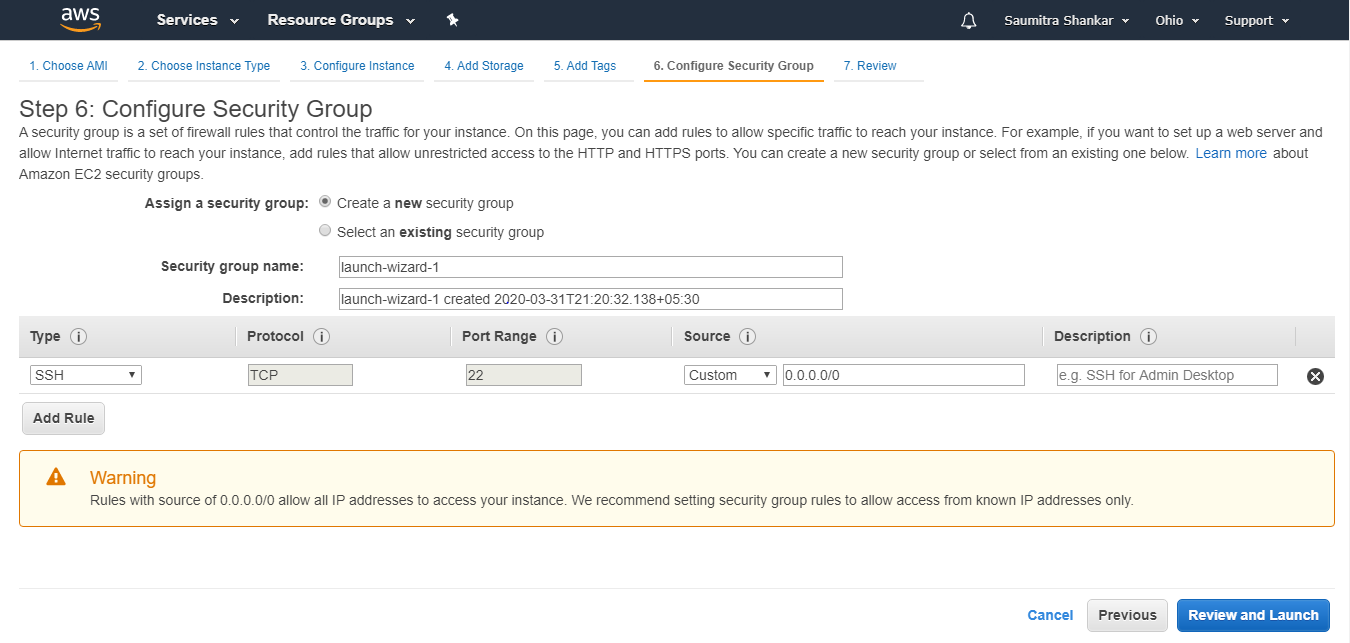 aws Services Resource Groups Saumitra Shankar Ohio Support
1. Choose AMI 2. Choose Instance Type 3. Configure Instance 4. Add Storage 5. Add Tags 6. Configure Security Group 7. Review
Step 6: Configure Security Group
A security group is a set of firewall rules that control the traffic for your instance. On this page, you can add rules to allow specific traffic to reach your instance. For example, if you want to set up a web server and
allow Internet traffic to reach your instance, add rules that allow unrestricted access to the HTTP and HTTPS ports. You can create a new security group or select from an existing one below. Learn more about
Amazon EC2 security groups.
Assign a security group: Create a new security group
Select an existing security group
Security group name: launch-wizard-1
Description: launch-wizard-1 created 2020-03-31T21:20:32.138+05:30
Type i Protocol i Port Range i Source i Description i
SSH TCP 22 Custom 0.0.0.0/0 e.g. SSH for Admin Desktop
Add Rule
Warning
Rules with source of 0.0.0.0/0 allow all IP addresses to access your instance. We recommend setting security group rules to allow access from known IP addresses only.
Cancel Previous Review and Launch